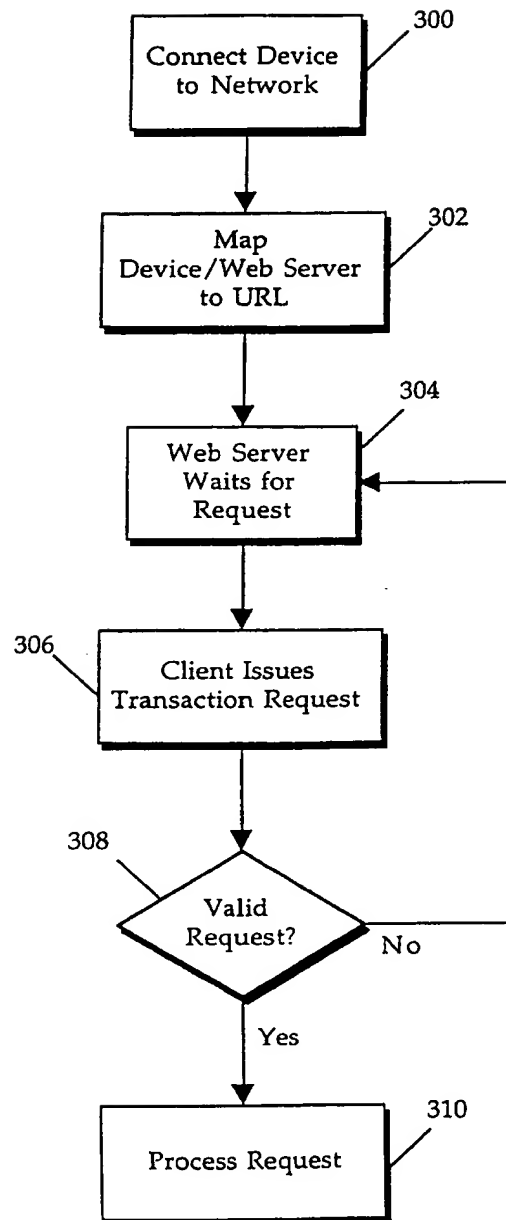 300
Connect Device
to Network
302
Map
Device/Web Server
to URL
304
Web Server
Waits for
Request
306
Client Issues
Transaction Request
308
Valid
Request?
No
Yes
310
Process Request